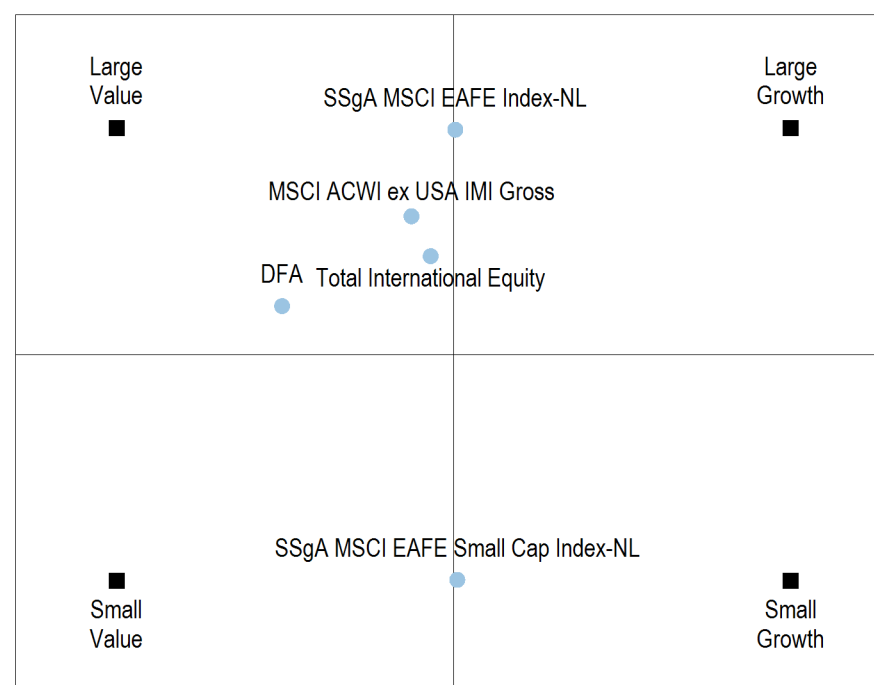 Large
Value
Large
Growth
SSgA MSCI EAFE Index-NL
MSCI ACWI ex USA IMI Gross
DFA
Total International Equity
SSgA MSCI EAFE Small Cap Index-NL
Small
Value
Small
Growth